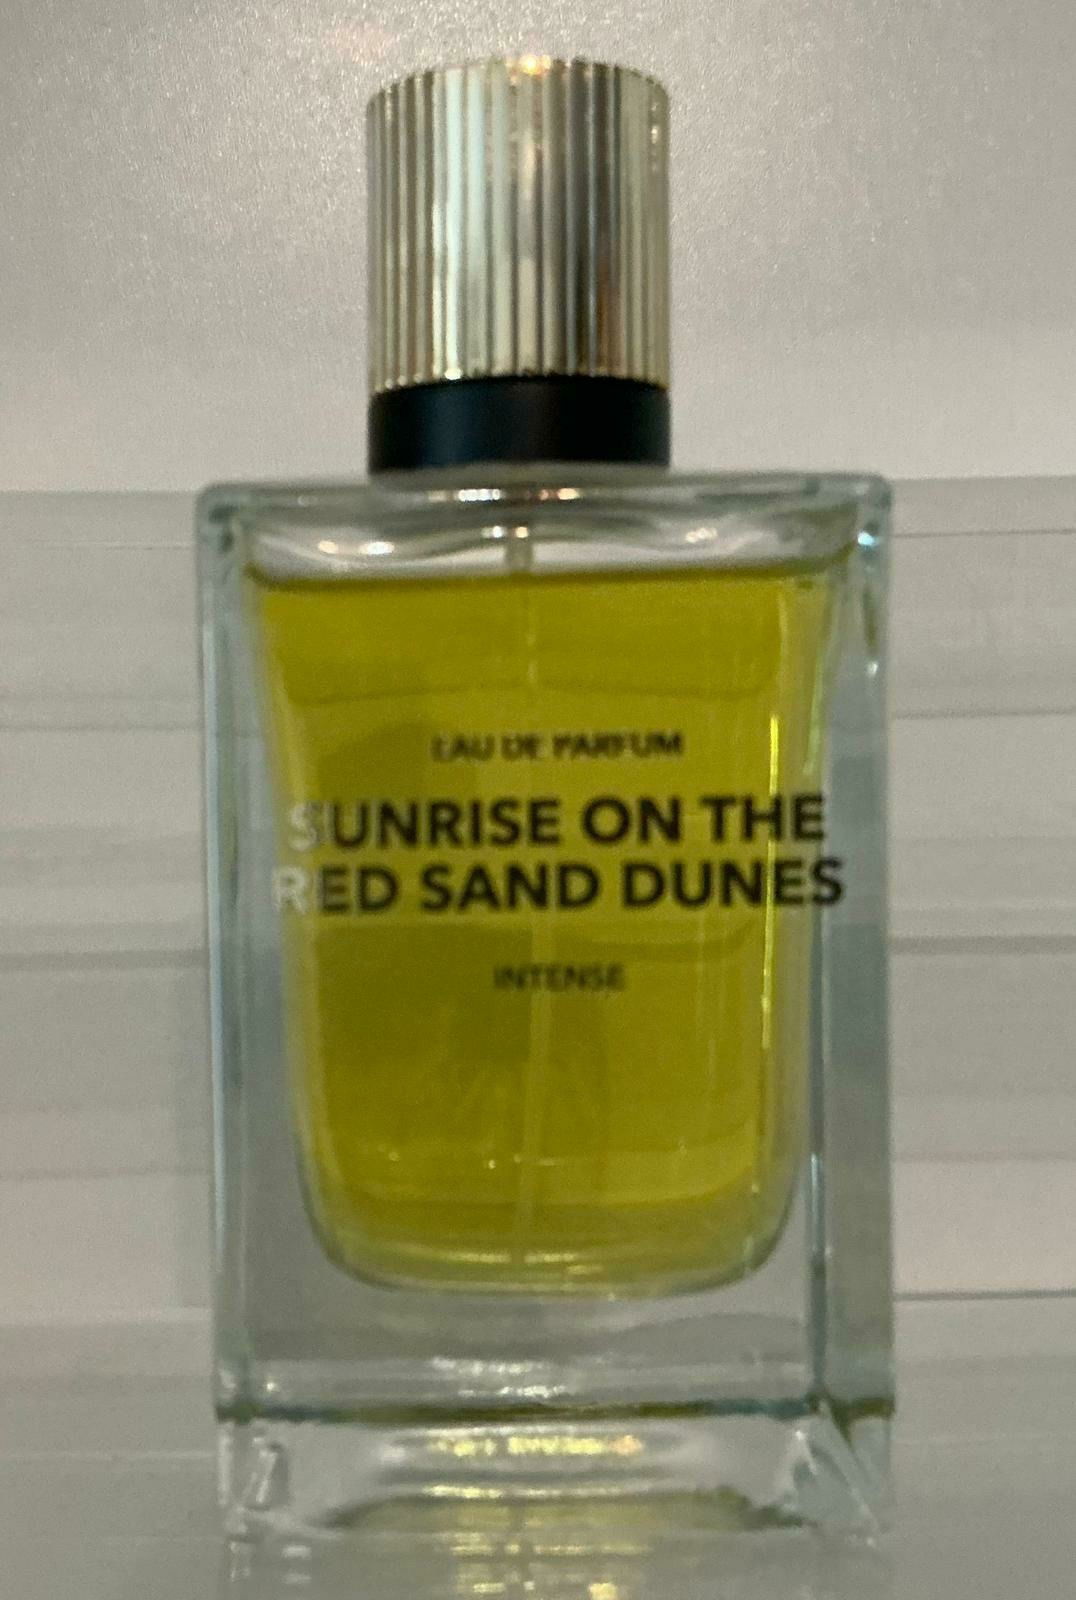 EAU DE PARFUM
SUNRISE ON THE
RED SAND DUNES
INTENSE